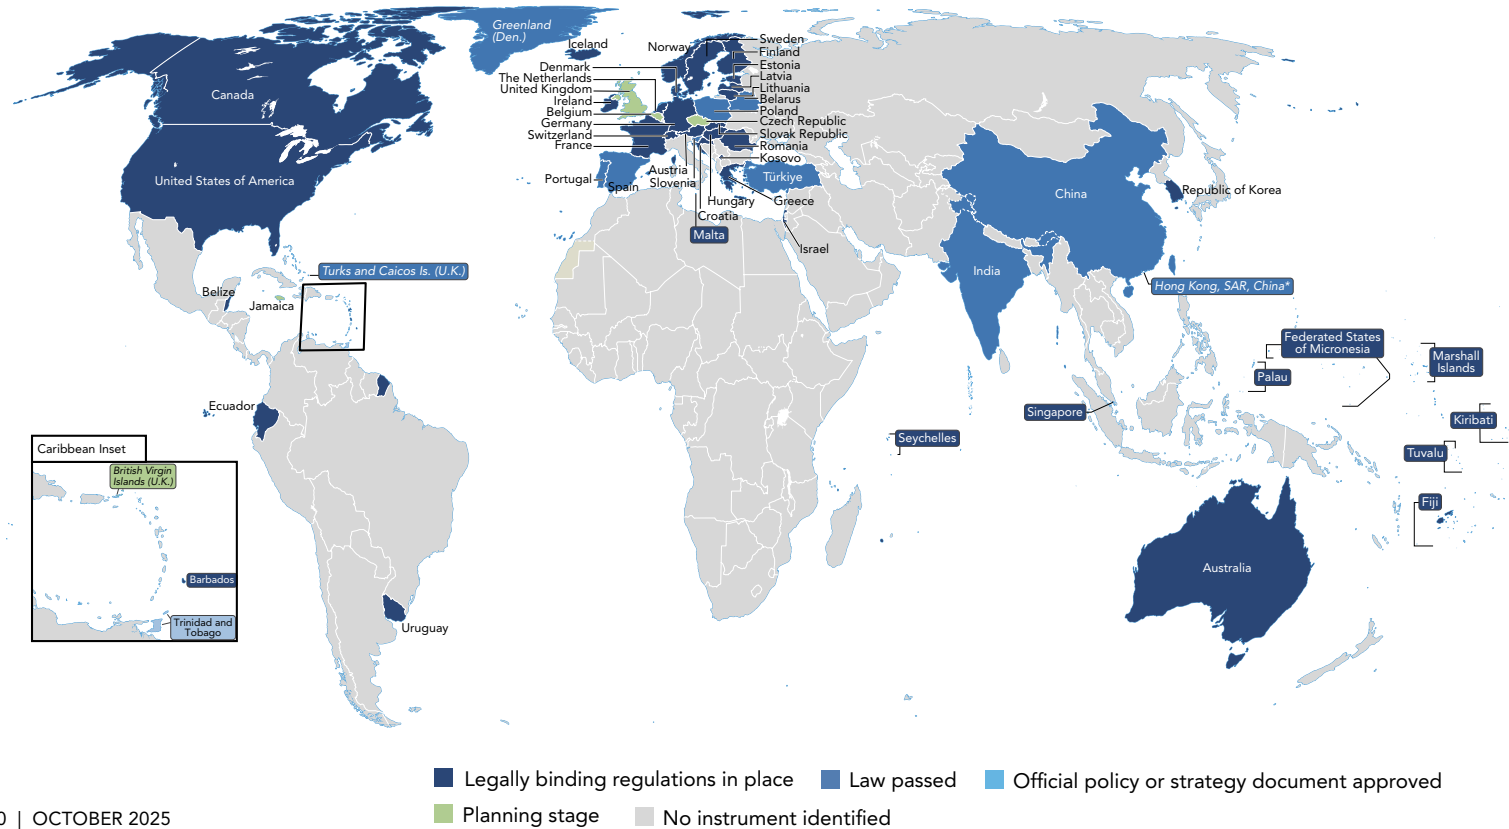 Greenland
(Den.)
Iceland
Norway
Sweden
Finland
Estonia
Latvia
Lithuania
Belarus
Poland
Czech Republic
Slovak Republic
Romania
Kosovo
Denmark
The Netherlands
United Kingdom
Ireland
Belgium
Germany
Switzerland
France
Portugal
Spain
Austria
Slovenia
Hungary
Croatia
Malta
Greece
Türkiye
Israel
Canada
United States of America
China
Republic of Korea
India
Hong Kong, SAR, China*
Turks and Caicos Is. (U.K.)
Belize
Jamaica
Ecuador
Uruguay
Federated States
of Micronesia
Marshall
Islands
Palau
Singapore
Kiribati
Seychelles
Tuvalu
Fiji
Australia
Caribbean Inset
British Virgin
Islands (U.K.)
Barbados
Trinidad and
Tobago
Legally binding regulations in place
Law passed
Official policy or strategy document approved
Planning stage
No instrument identified
0 | OCTOBER 2025